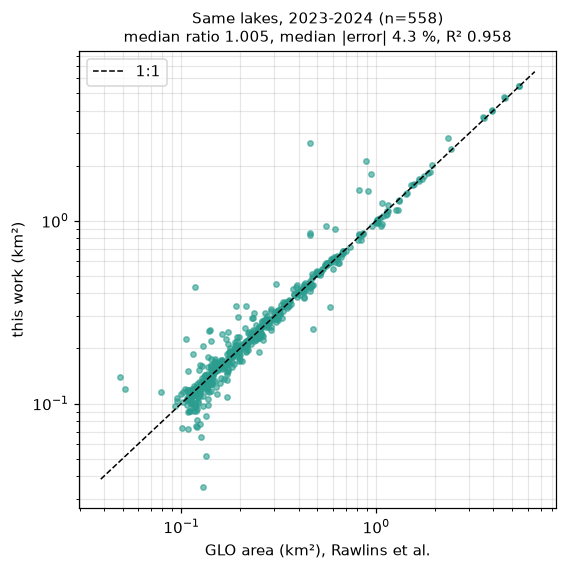 Same lakes, 2023-2024 (n=558)
median ratio 1.005, median |error| 4.3 %, R² 0.958
1:1
this work (km²)
10⁰
10⁻¹
10⁻¹
10⁰
GLO area (km²), Rawlins et al.